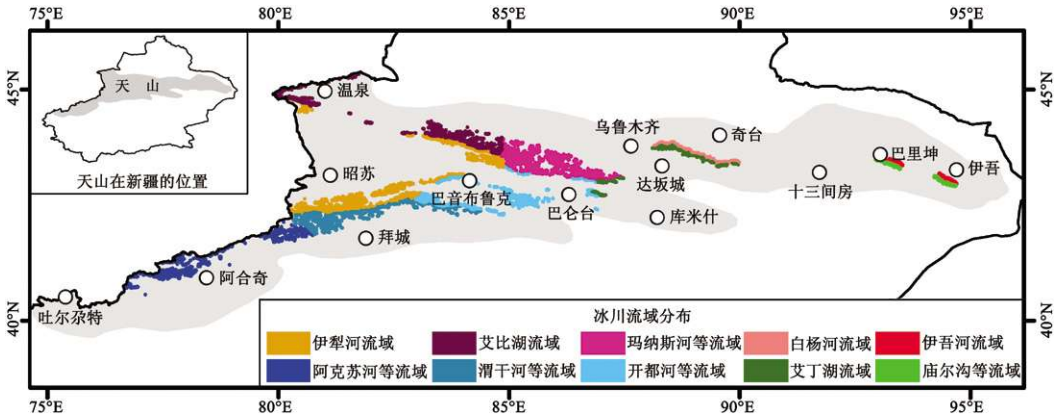 75°E 80°E 85°E 90°E 95°E
45°N 45°N
40°N 40°N
天 山
天山在新疆的位置
温泉
乌鲁木齐
奇台
昭苏
巴音布鲁克
达坂城
巴里坤
伊吾
十三间房
巴仑台
库米什
拜城
阿合奇
吐尔尕特
冰川流域分布
伊犁河流域 艾比湖流域 玛纳斯河等流域 白杨河流域 伊吾河流域
阿克苏河等流域 渭干河等流域 开都河等流域 艾丁湖流域 庙尔沟等流域
75°E 80°E 85°E 90°E 95°E